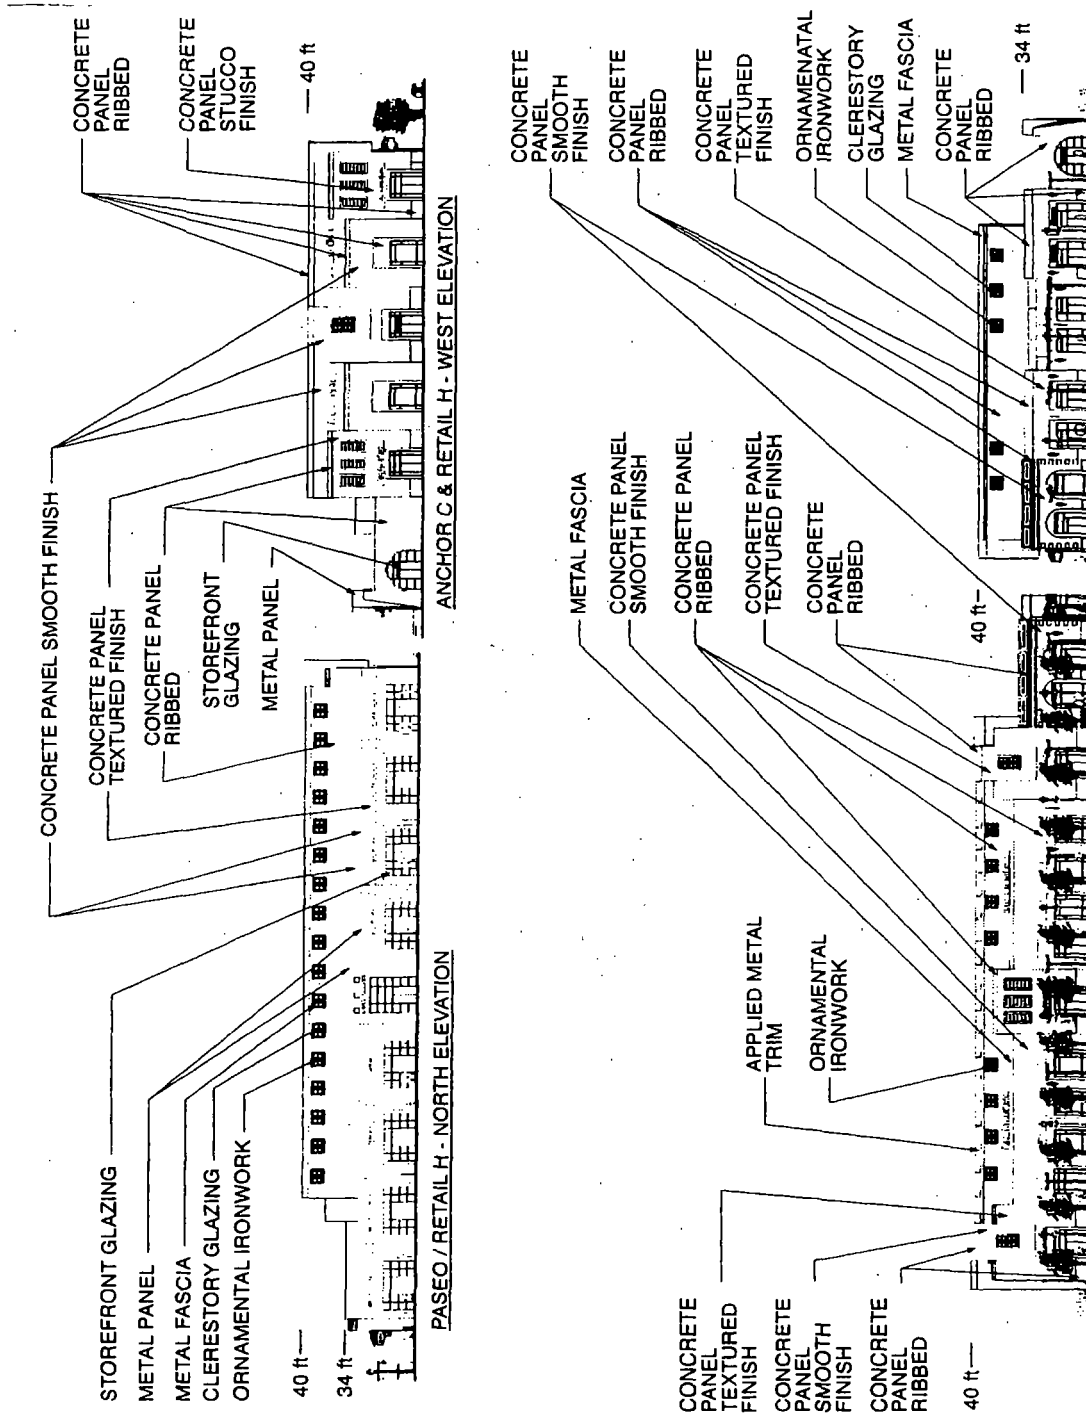 CONCRETE
PANEL
RIBBED
CONCRETE
PANEL
STUCCO
FINISH
40 ft
CONCRETE PANEL SMOOTH FINISH
CONCRETE PANEL
TEXTURED FINISH
CONCRETE PANEL
RIBBED
STOREFRONT
GLAZING
METAL PANEL
ANCHOR C & RETAIL H - WEST ELEVATION
STOREFRONT GLAZING
METAL PANEL
METAL FASCIA
CLERESTORY GLAZING
ORNAMENTAL IRONWORK
40 ft
34 ft
PASEO / RETAIL H - NORTH ELEVATION
CONCRETE
PANEL
SMOOTH
FINISH
CONCRETE
PANEL
RIBBED
CONCRETE
PANEL
TEXTURED
FINISH
ORNAMENATAL
IRONWORK
CLERESTORY
GLAZING
METAL FASCIA
CONCRETE
PANEL
RIBBED
34 ft
METAL FASCIA
CONCRETE PANEL
SMOOTH FINISH
CONCRETE PANEL
RIBBED
CONCRETE PANEL
TEXTURED FINISH
CONCRETE
PANEL
RIBBED
40 ft
APPLIED METAL
TRIM
ORNAMENTAL
IRONWORK
CONCRETE
PANEL
TEXTURED
FINISH
CONCRETE
PANEL
SMOOTH
FINISH
CONCRETE
PANEL
RIBBED
40 ft